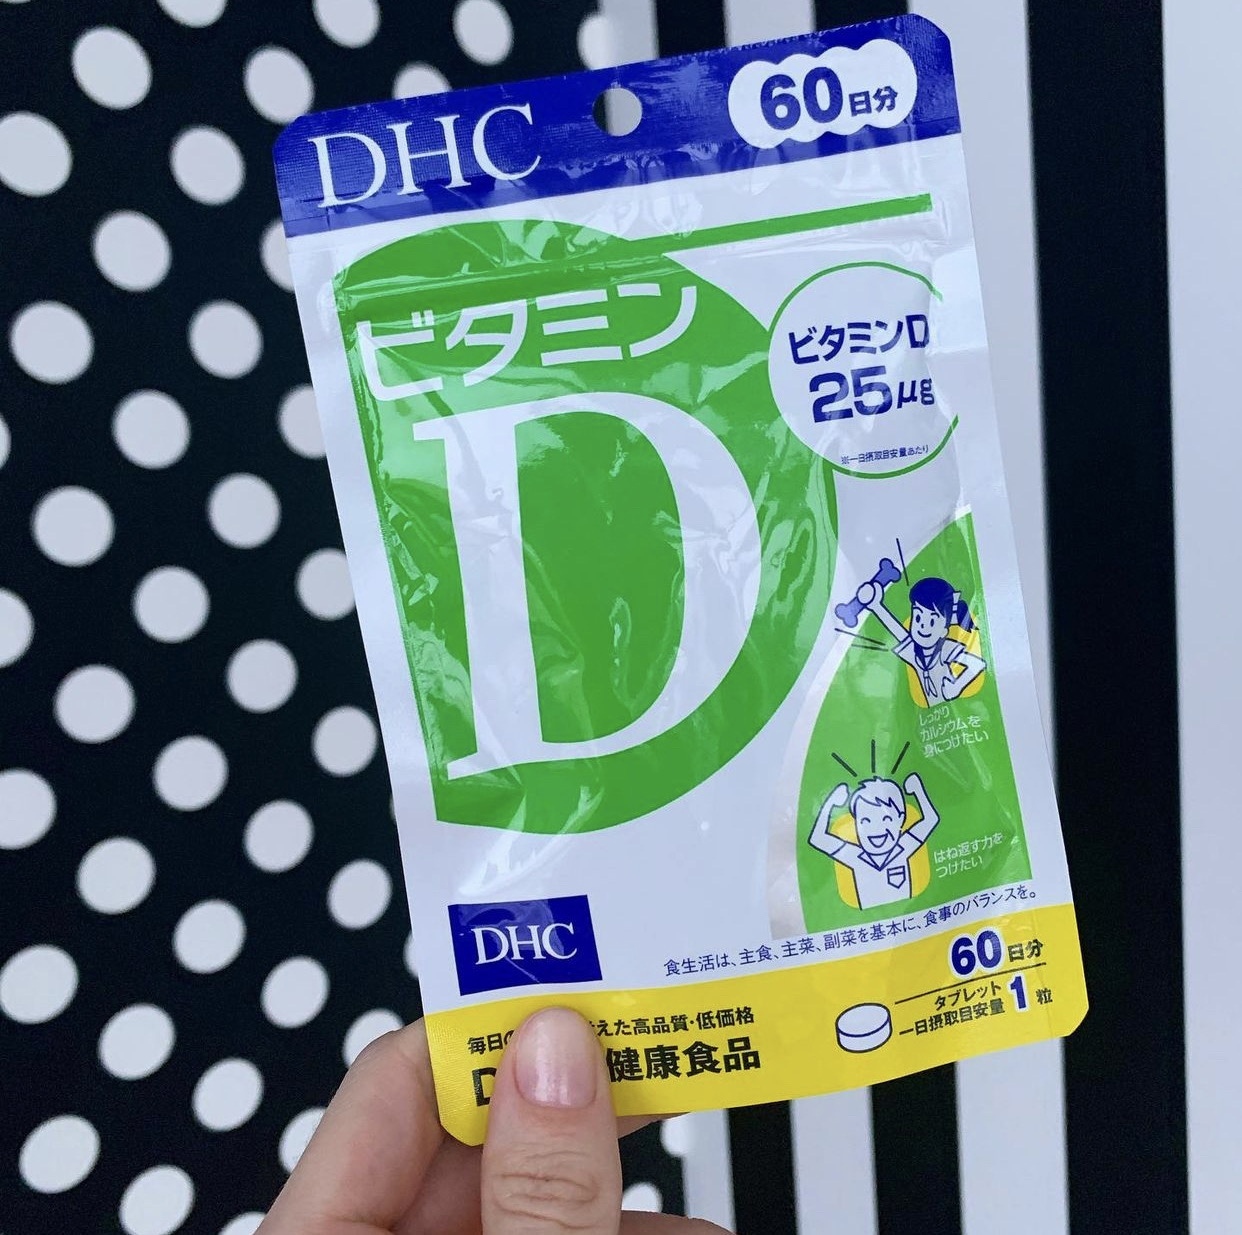 DHC
60日分
ビタミン
D
ビタミンD
25μg
※一日摂取目安量あたり
しっかり
カルシウムを
身につけたい
はね返す力を
つけたい
DHC
食生活は、主食、主菜、副菜を基本に、食事のバランスを。
60日分
タブレット
一日摂取目安量 1粒
毎日の えた高品質・低価格
D 健康食品